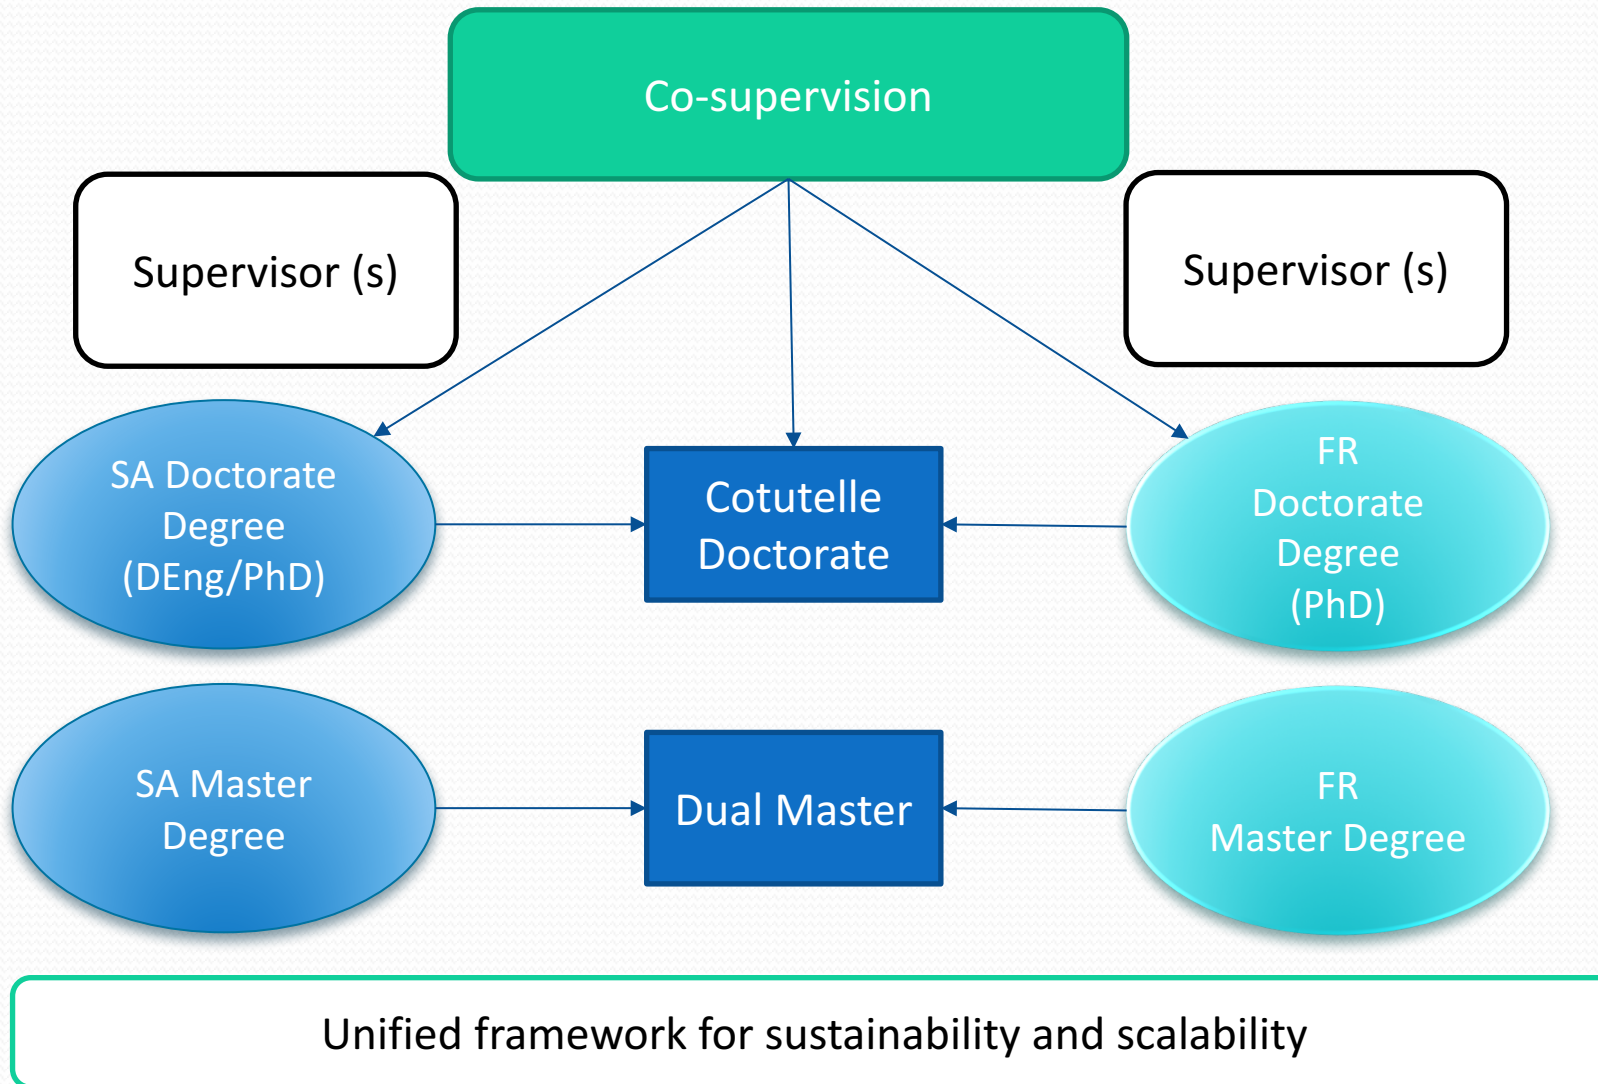 Co-supervision
Supervisor (s)
Supervisor (s)
SA Doctorate
Degree
(DEng/PhD)
Cotutelle
Doctorate
FR
Doctorate
Degree
(PhD)
SA Master
Degree
Dual Master
FR
Master Degree
Unified framework for sustainability and scalability